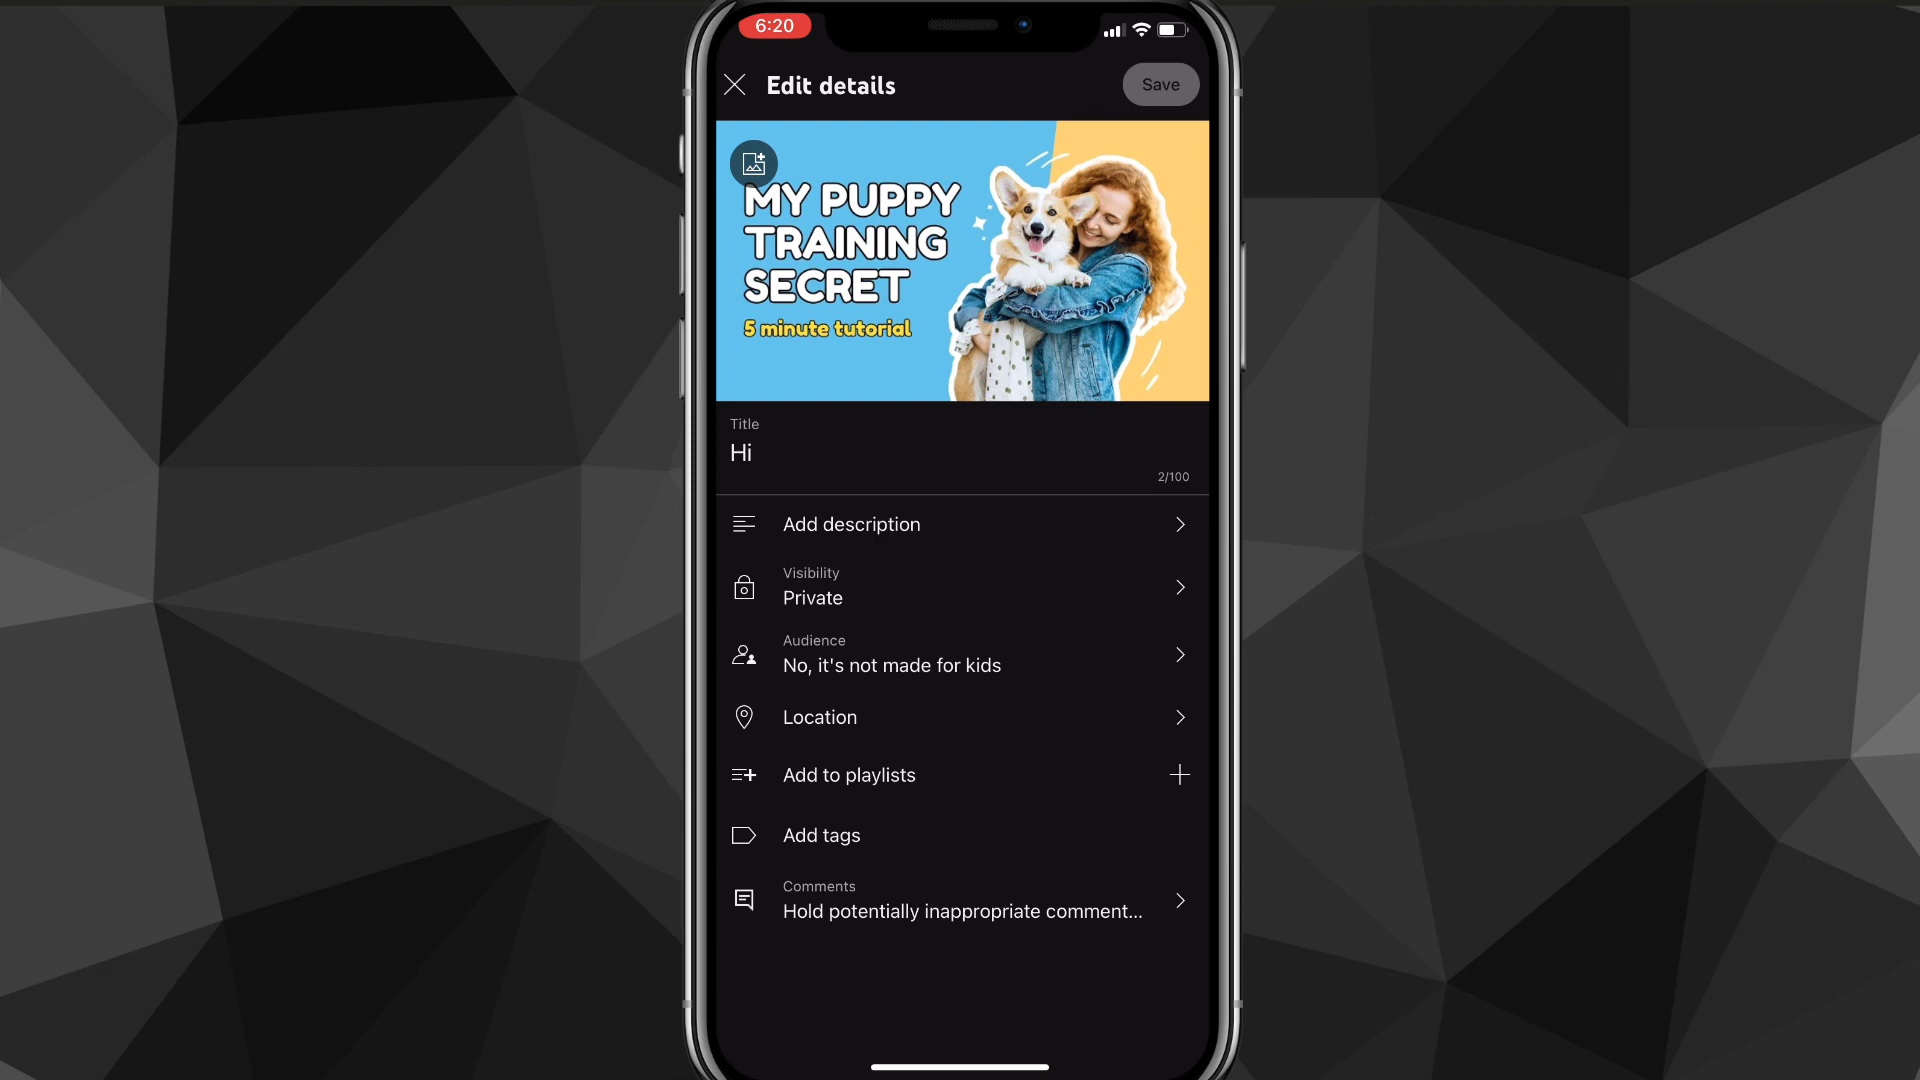 6:20
Edit details
Save
MY PUPPY
TRAINING
SECRET
5 minute tutorial
Title
Hi
2/100
Add description
Visibility
Private
Audience
No, it's not made for kids
Location
Add to playlists
Add tags
Comments
Hold potentially inappropriate comment...